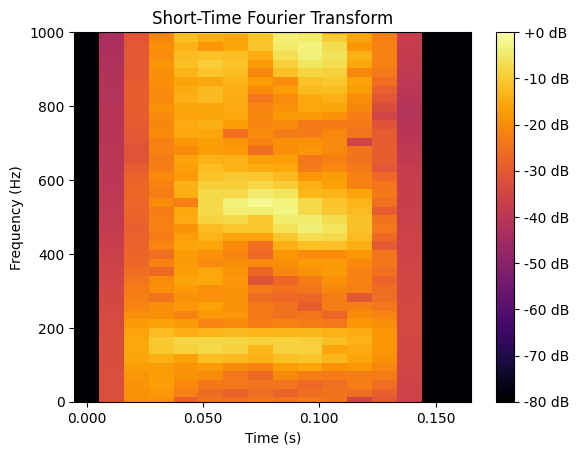 Short-Time Fourier Transform
Frequency (Hz)
1000
800
600
400
200
0
0.000
0.050
0.100
0.150
Time (s)
+0 dB
-10 dB
-20 dB
-30 dB
-40 dB
-50 dB
-60 dB
-70 dB
-80 dB